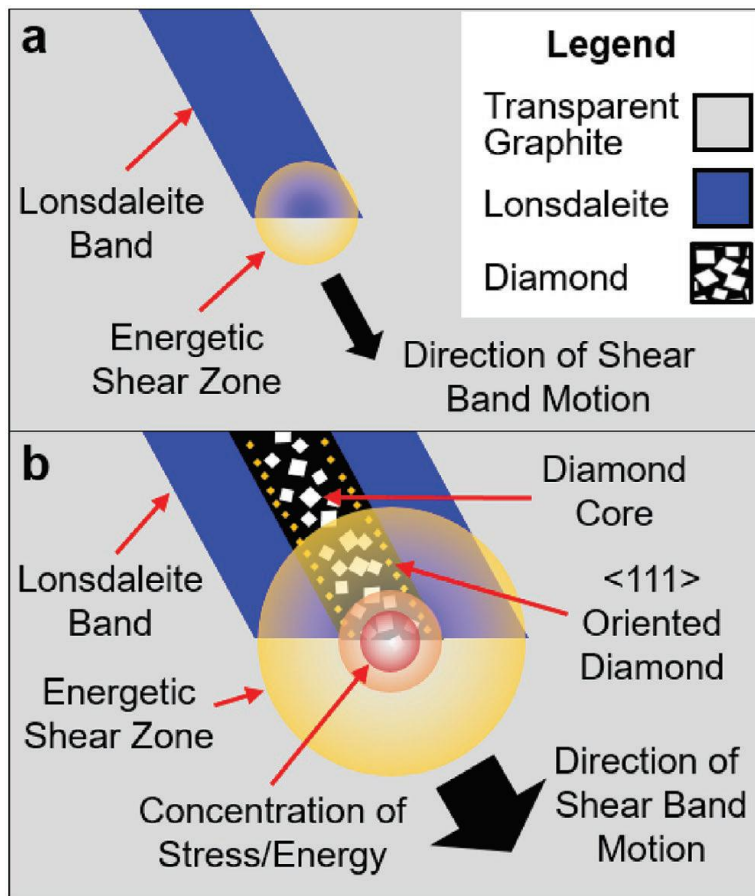 a
Legend
Transparent
Graphite
Lonsdaleite
Diamond
Lonsdaleite
Band
Energetic
Shear Zone
Direction of Shear
Band Motion
b
Diamond
Core
<111>
Oriented
Diamond
Lonsdaleite
Band
Energetic
Shear Zone
Concentration of
Stress/Energy
Direction of
Shear Band
Motion